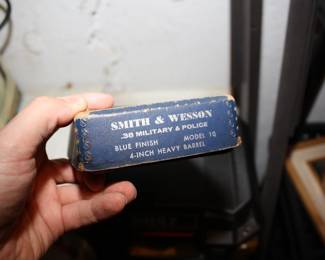 SMITH & WESSON
.38 MILITARY & POLICE
BLUE FINISH MODEL 10
4-INCH HEAVY BARREL